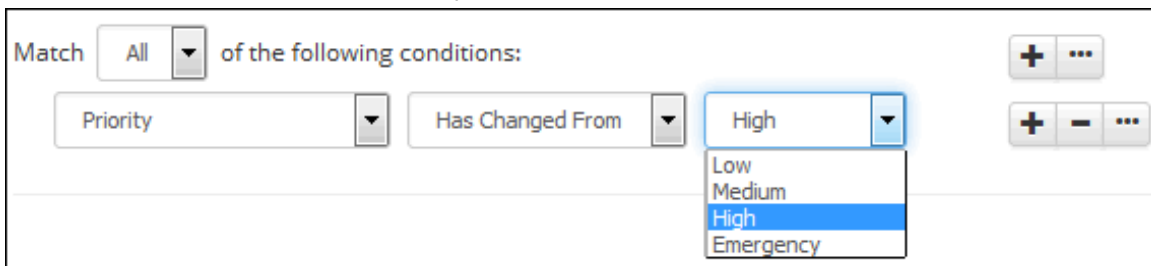 Match All of the following conditions:
Priority Has Changed From High
Low
Medium
High
Emergency